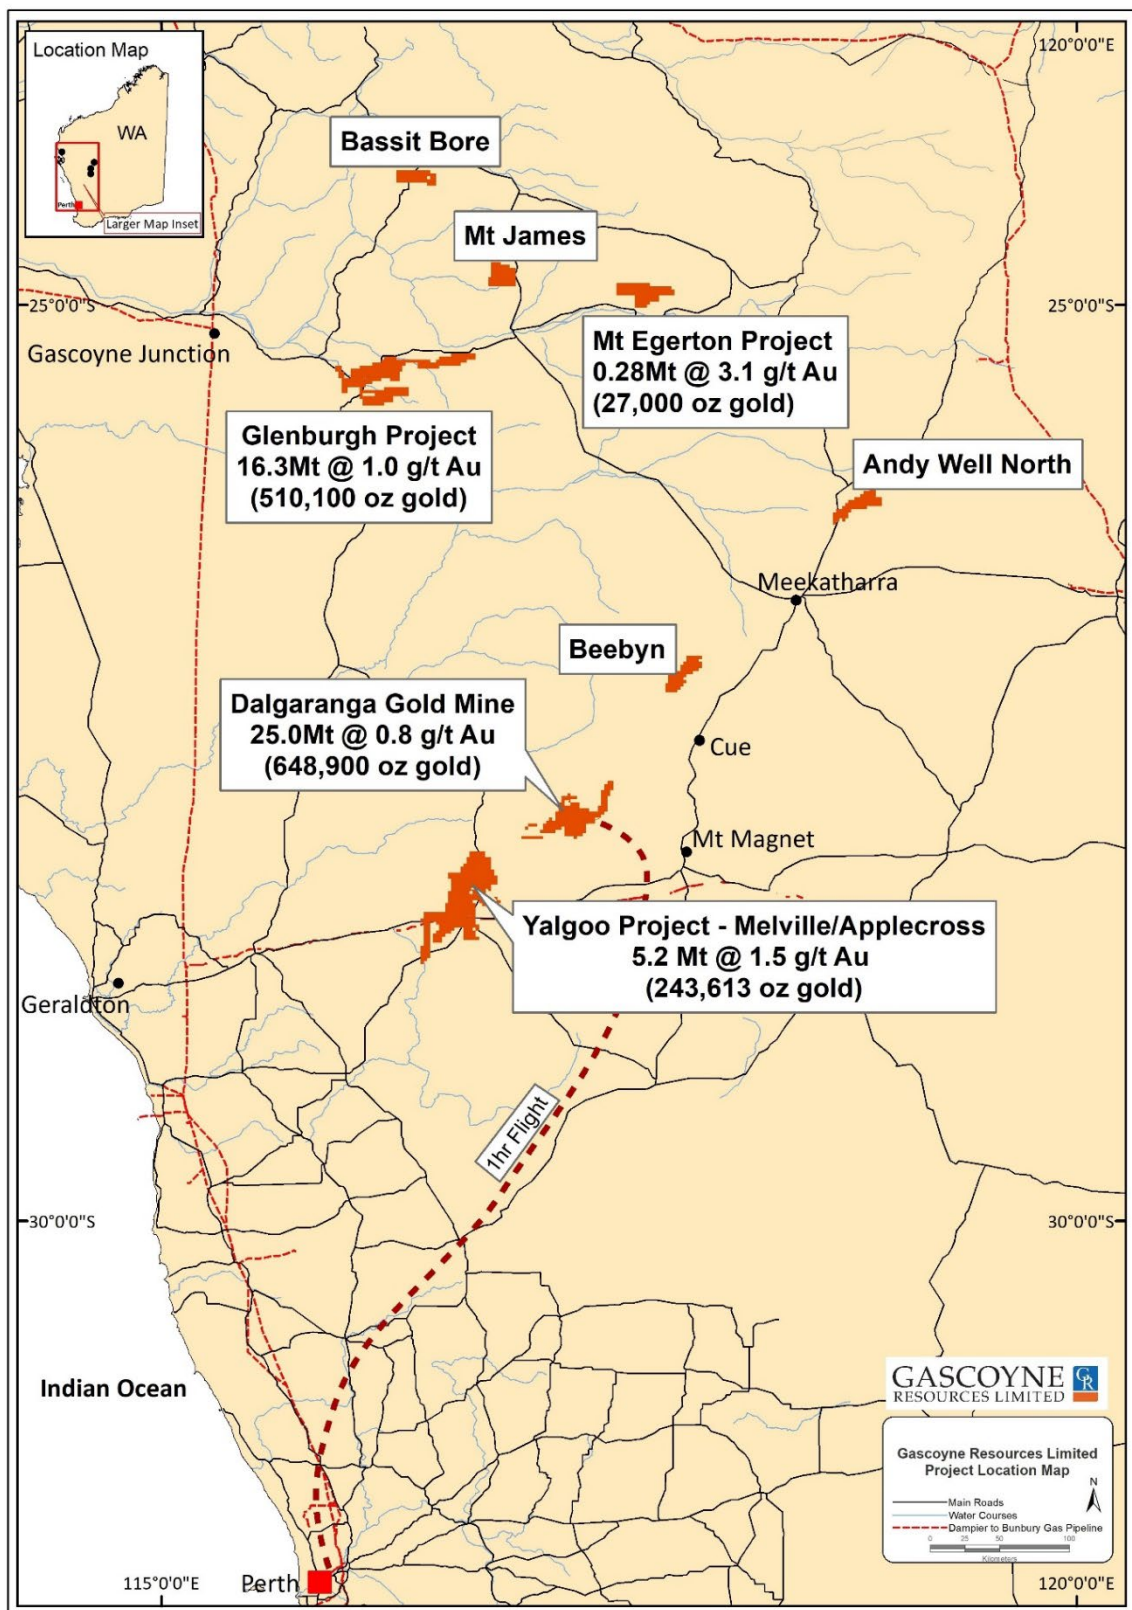 Location Map
WA
Perth
Larger Map Inset
120°0'0"E
Bassit Bore
Mt James
25°0'0"S
25°0'0"S
Gascoyne Junction
Mt Egerton Project
0.28Mt @ 3.1 g/t Au
(27,000 oz gold)
Glenburgh Project
16.3Mt @ 1.0 g/t Au
(510,100 oz gold)
Andy Well North
Meekatharra
Beebyn
Dalgaranga Gold Mine
25.0Mt @ 0.8 g/t Au
(648,900 oz gold)
Cue
Mt Magnet
Yalgoo Project - Melville/Applecross
5.2 Mt @ 1.5 g/t Au
(243,613 oz gold)
Geraldton
1hr Flight
30°0'0"S
30°0'0"S
Indian Ocean
GASCOYNE
RESOURCES LIMITED
GR
Gascoyne Resources Limited
Project Location Map
N
Main Roads
Water Courses
Dampier to Bunbury Gas Pipeline
0 25 50 100
Kilometers
115°0'0"E
Perth
120°0'0"E